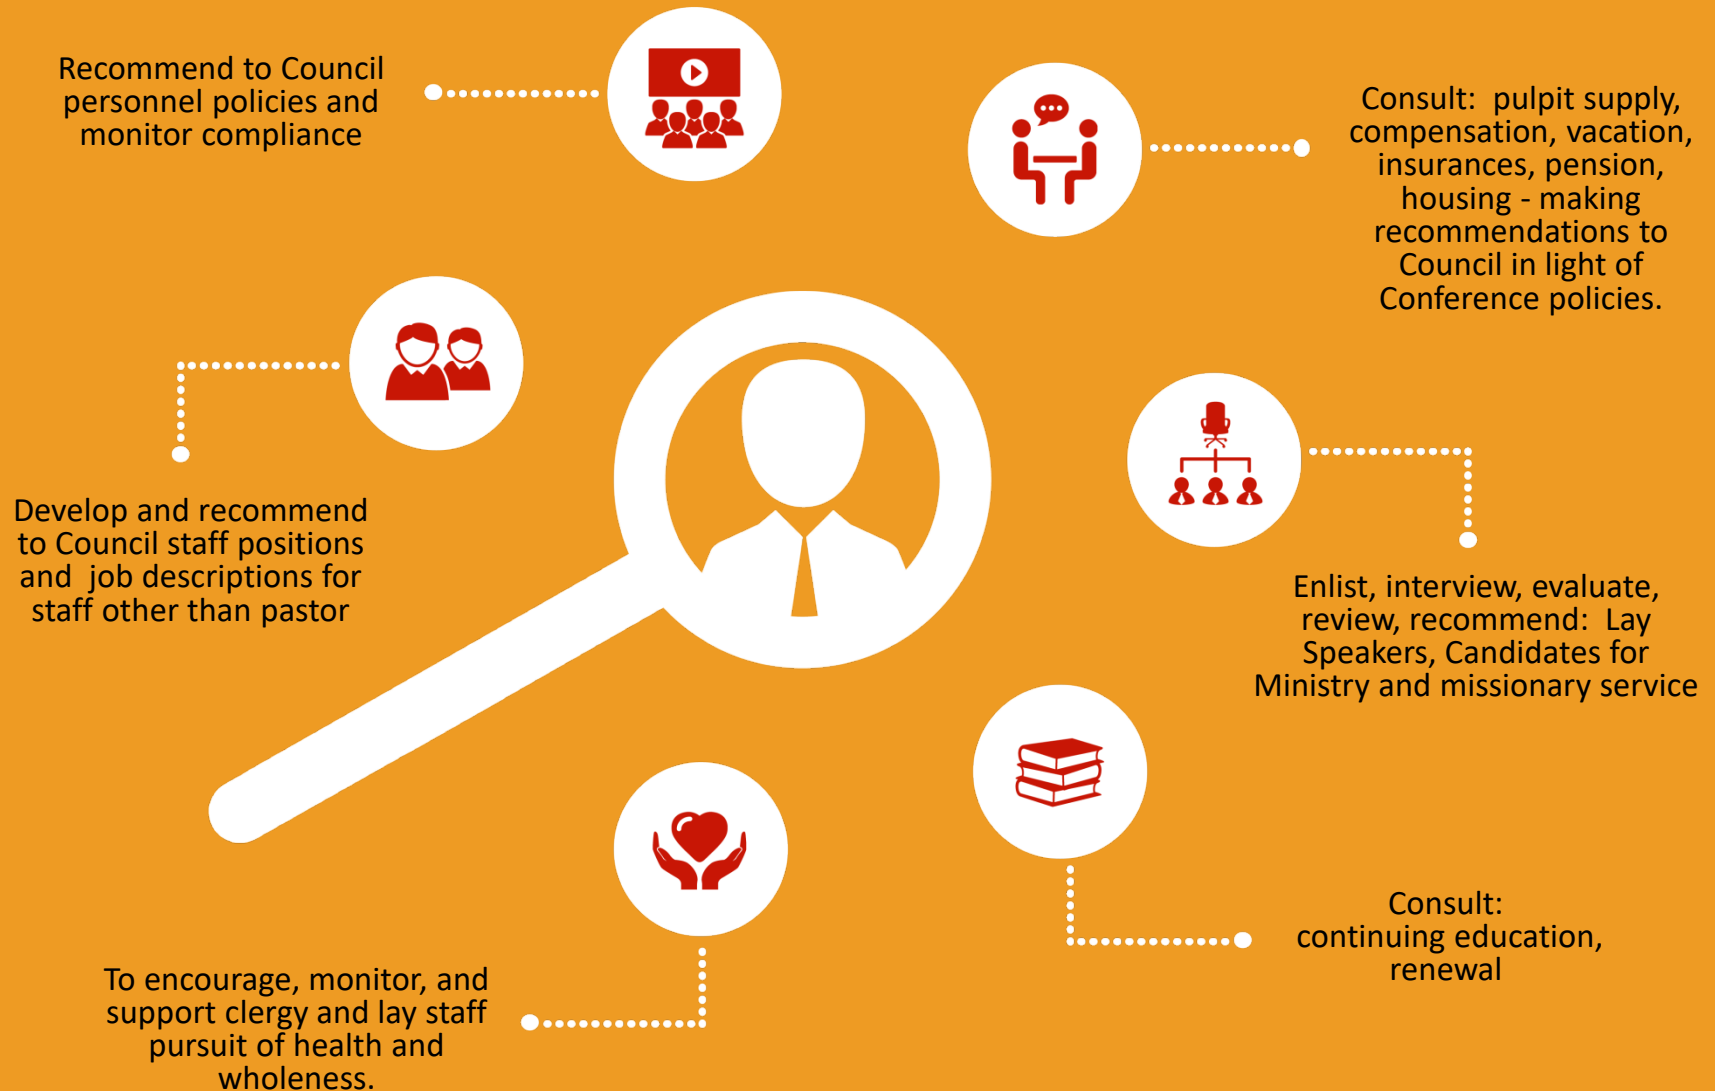 Recommend to Council
personnel policies and
monitor compliance
Consult:  pulpit supply,
compensation, vacation,
insurances, pension,
housing - making
recommendations to
Council in light of
Conference policies.
Develop and recommend
to Council staff positions
and  job descriptions for
staff other than pastor
Enlist, interview, evaluate,
review, recommend:  Lay
Speakers, Candidates for
Ministry and missionary service
Consult:
continuing education,
renewal
To encourage, monitor, and
support clergy and lay staff
pursuit of health and
wholeness.